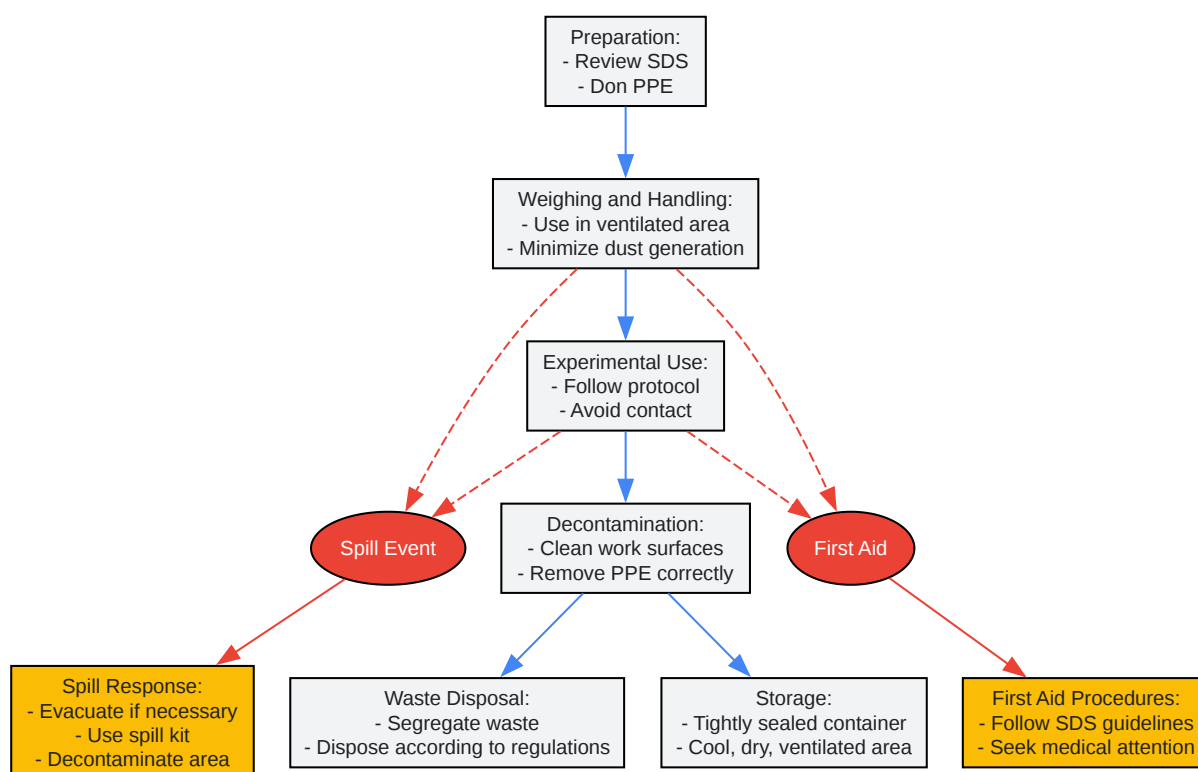 Preparation:
- Review SDS
- Don PPE
Weighing and Handling:
- Use in ventilated area
- Minimize dust generation
Experimental Use:
- Follow protocol
- Avoid contact
Spill Event
Decontamination:
- Clean work surfaces
- Remove PPE correctly
First Aid
Spill Response:
- Evacuate if necessary
- Use spill kit
- Decontaminate area
Waste Disposal:
- Segregate waste
- Dispose according to regulations
Storage:
- Tightly sealed container
- Cool, dry, ventilated area
First Aid Procedures:
- Follow SDS guidelines
- Seek medical attention